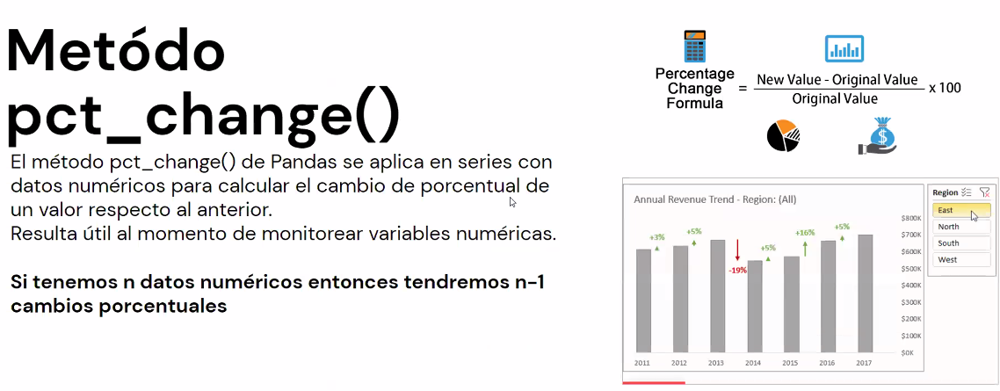 Metódo
pct_change()
El método pct_change() de Pandas se aplica en series con
datos numéricos para calcular el cambio de porcentual de
un valor respecto al anterior.
Resulta útil al momento de monitorear variables numéricas.
Si tenemos n datos numéricos entonces tendremos n-1
cambios porcentuales
Percentage
Change
Formula
=
New Value - Original Value
Original Value
x 100
$
Annual Revenue Trend - Region: (All)
+3%
+5%
-19%
+5%
+16%
+5%
$800K
$700K
$600K
$500K
$400K
$300K
$200K
$100K
$0K
2011 2012 2013 2014 2015 2016 2017
Region
East
North
South
West